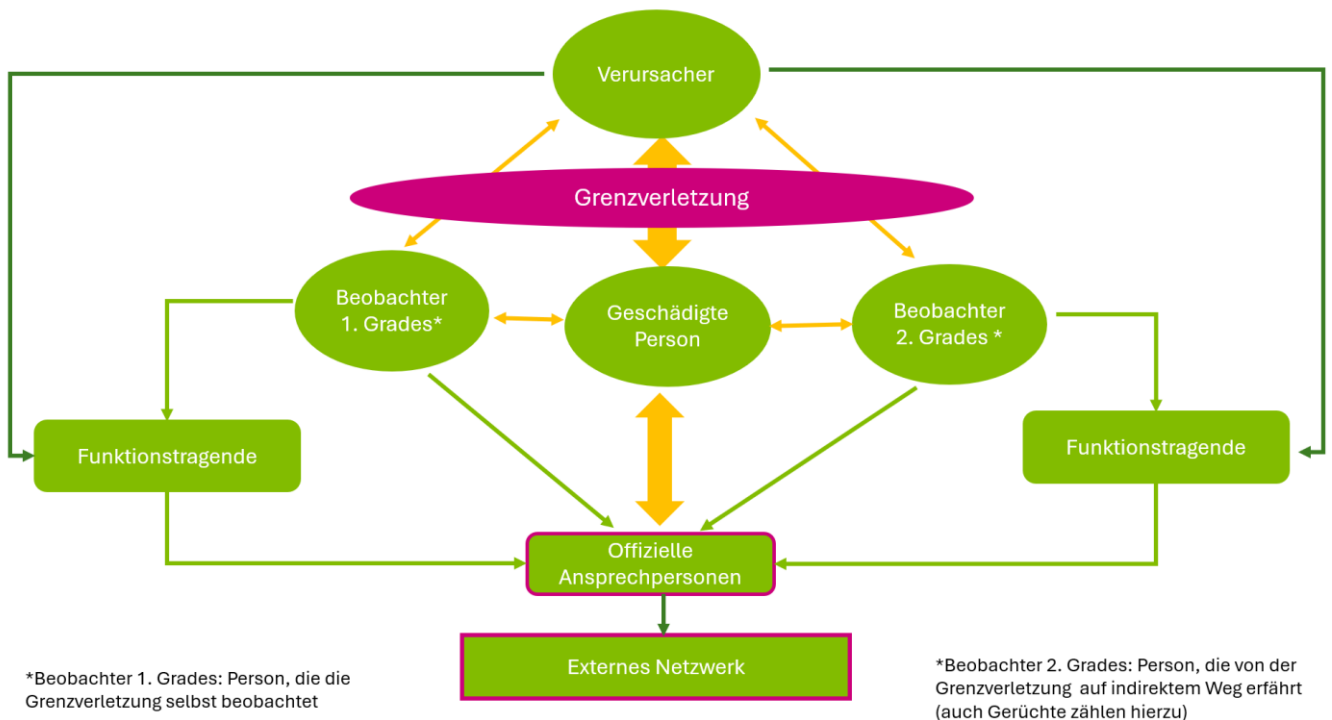 Verursacher
Grenzverletzung
Beobachter
1. Grades*
Geschädigte
Person
Beobachter
2. Grades *
Funktionstragende
Funktionstragende
Offizielle
Ansprechpersonen
Externes Netzwerk
*Beobachter 1. Grades: Person, die die
Grenzverletzung selbst beobachtet
*Beobachter 2. Grades: Person, die von der
Grenzverletzung auf indirektem Weg erfährt
(auch Gerüchte zählen hierzu)